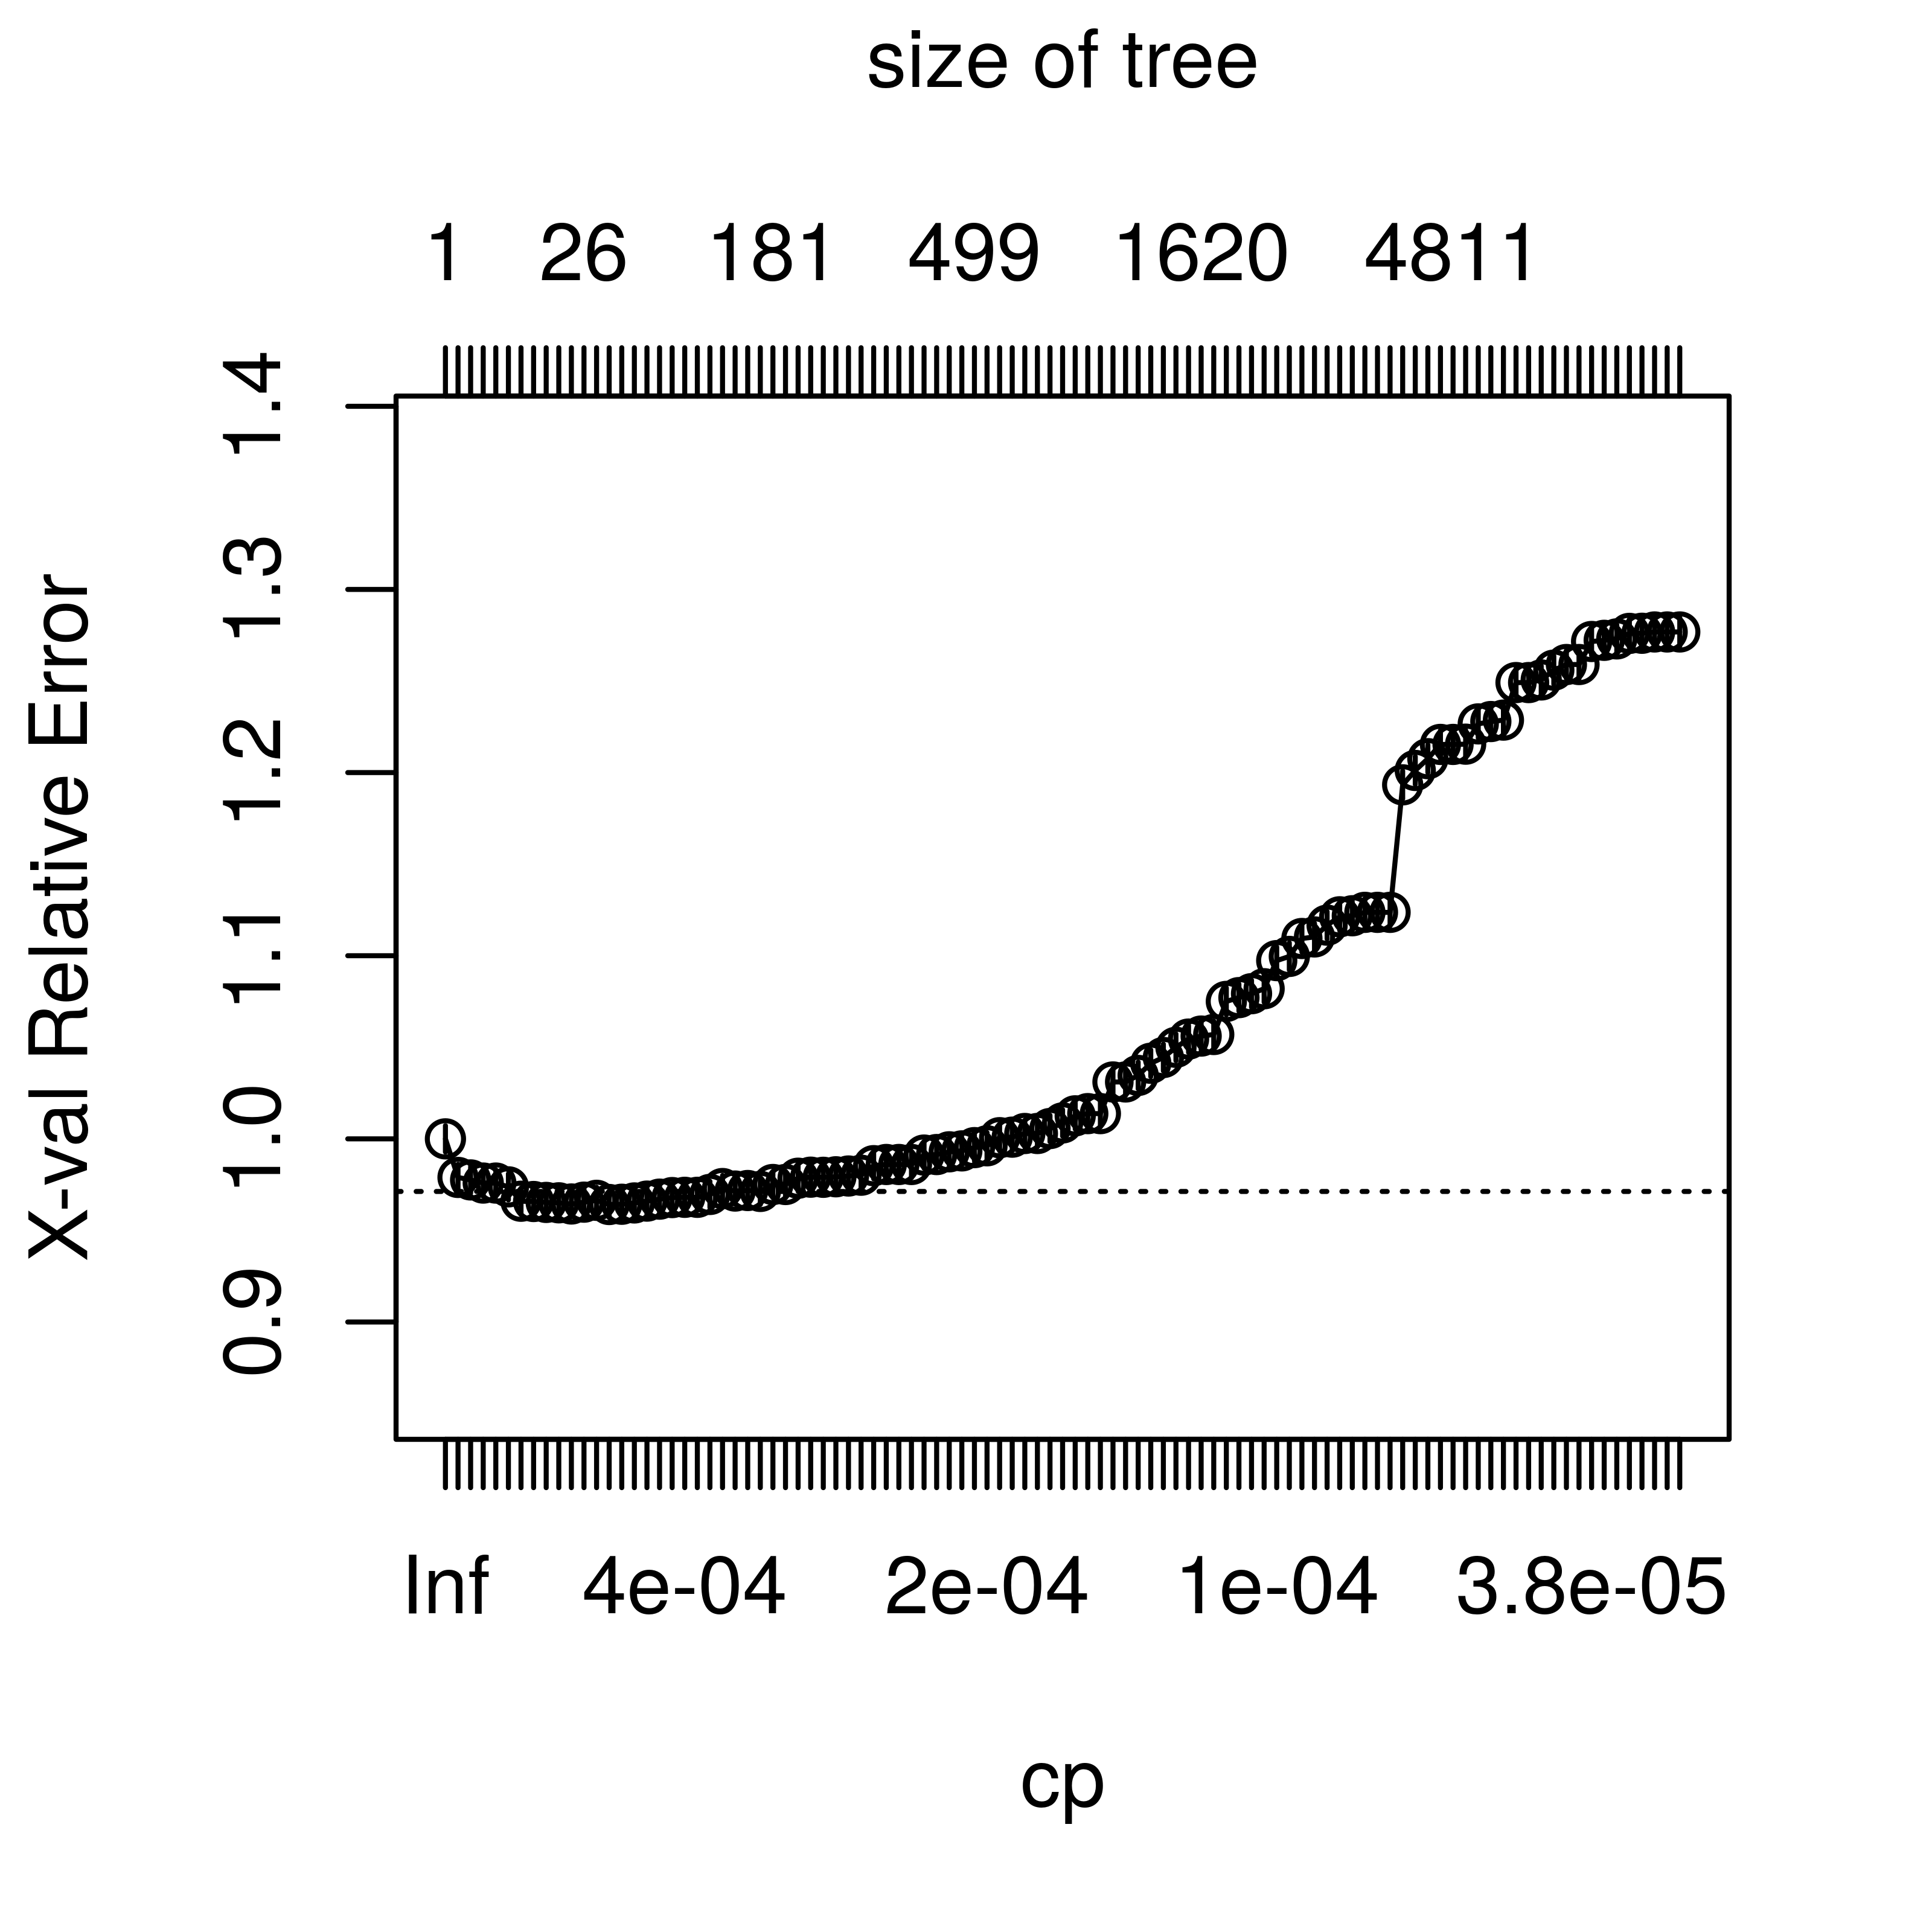 size of tree
1 26 181 499 1620 4811
1.4
1.3
1.2
1.1
1.0
0.9
X-val Relative Error
Inf 4e-04 2e-04 1e-04 3.8e-05
cp